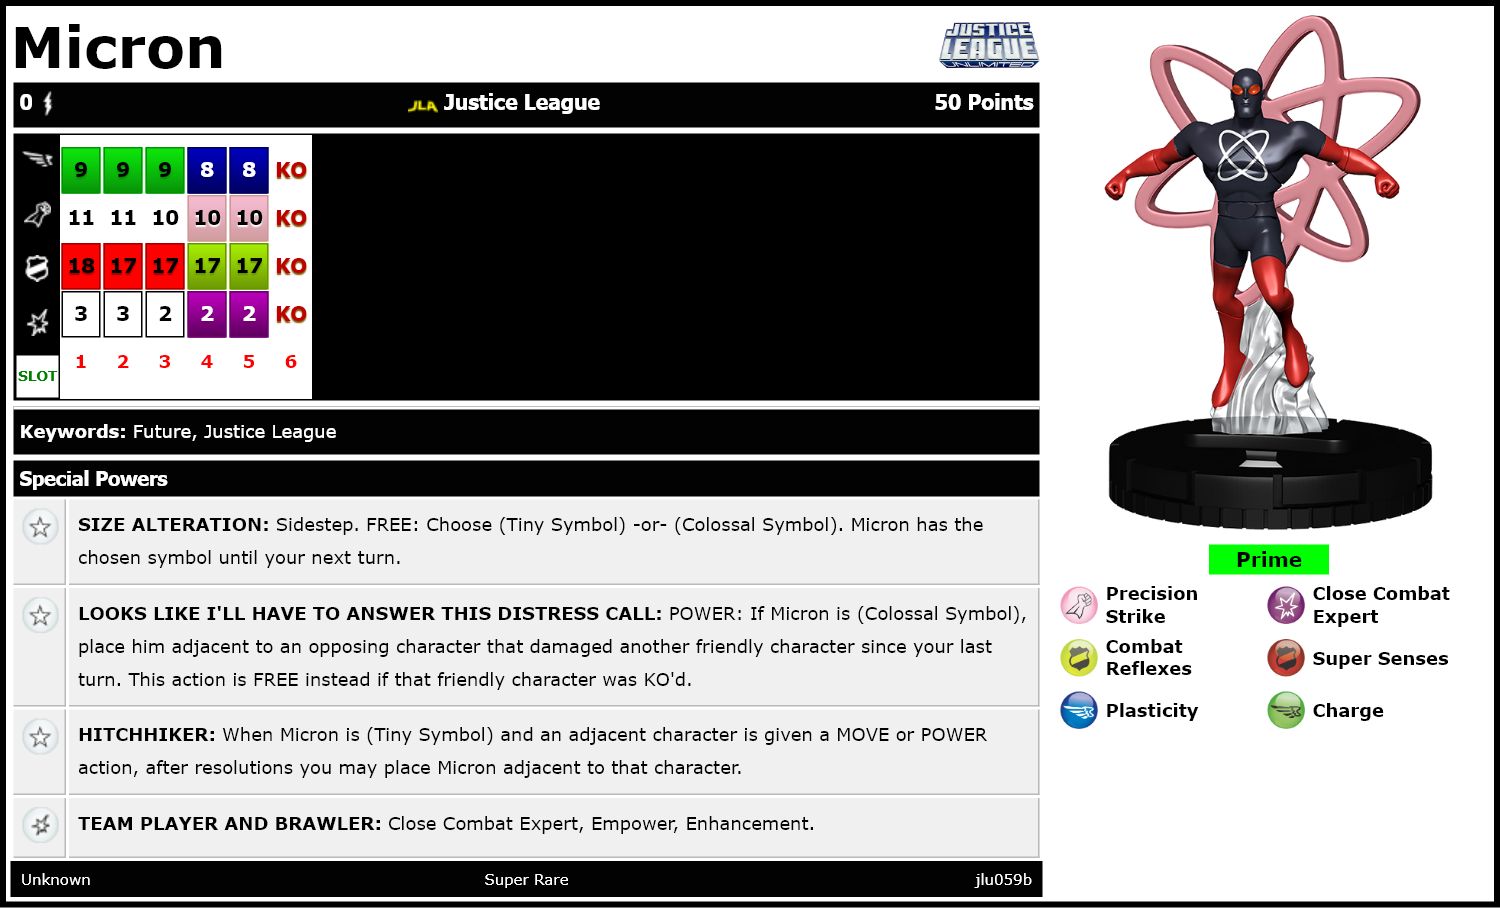 Micron
JUSTICE
LEAGUE
UNLIMITED
0 JLA Justice League 50 Points
9 9 9 8 8 KO
11 11 10 10 10 KO
18 17 17 17 17 KO
3 3 2 2 2 KO
1 2 3 4 5 6
SLOT
Keywords: Future, Justice League
Special Powers
SIZE ALTERATION: Sidestep. FREE: Choose (Tiny Symbol) -or- (Colossal Symbol). Micron has the
chosen symbol until your next turn.
LOOKS LIKE I'LL HAVE TO ANSWER THIS DISTRESS CALL: POWER: If Micron is (Colossal Symbol),
place him adjacent to an opposing character that damaged another friendly character since your last
turn. This action is FREE instead if that friendly character was KO'd.
HITCHHIKER: When Micron is (Tiny Symbol) and an adjacent character is given a MOVE or POWER
action, after resolutions you may place Micron adjacent to that character.
TEAM PLAYER AND BRAWLER: Close Combat Expert, Empower, Enhancement.
Unknown Super Rare jlu059b
Prime
Precision
Strike
Close Combat
Expert
Combat
Reflexes
Super Senses
Plasticity
Charge